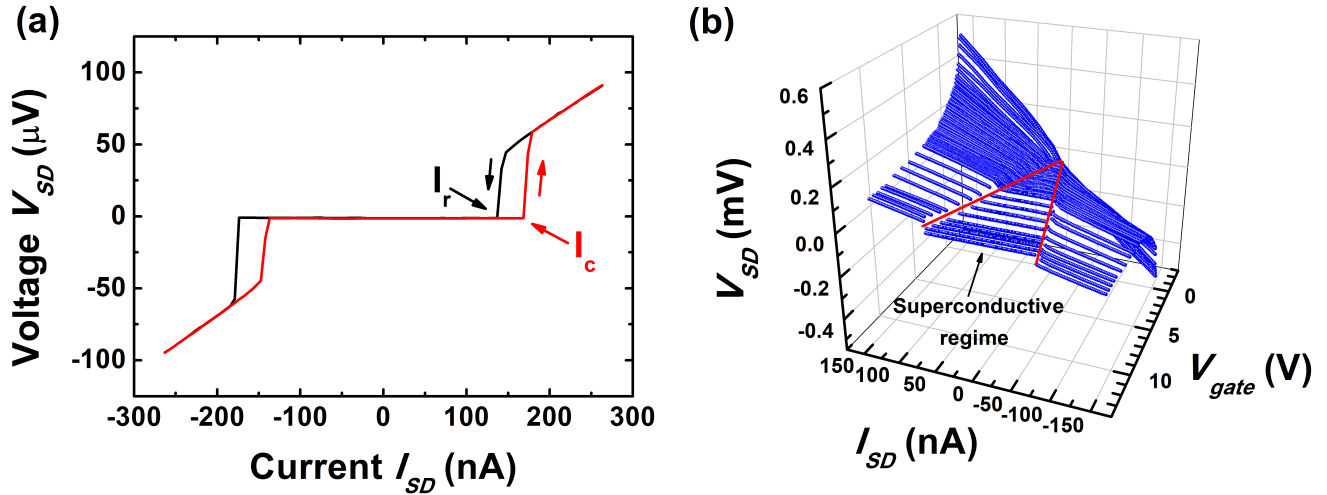 (a)
Voltage V_SD (μV)
100
50
0
-50
-100
I_r
I_c
-300 -200 -100 0 100 200 300
Current I_SD (nA)
(b)
V_SD (mV)
0.6
0.4
0.2
0.0
-0.2
-0.4
Superconductive
regime
150 100 50 0 -50 -100 -150
I_SD (nA)
0
5
10
V_gate (V)